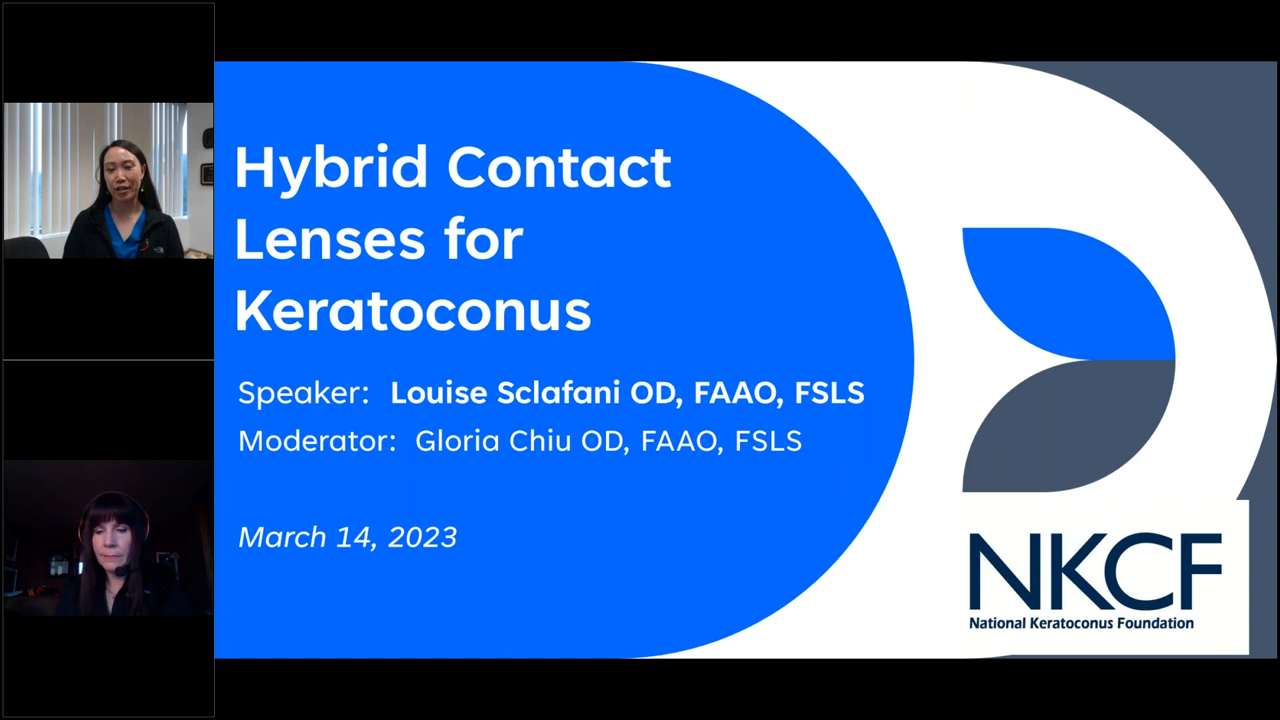 Hybrid Contact
Lenses for
Keratoconus
Speaker: Louise Sclafani OD, FAAO, FSLS
Moderator: Gloria Chiu OD, FAAO, FSLS
March 14, 2023
NKCF
National Keratoconus Foundation